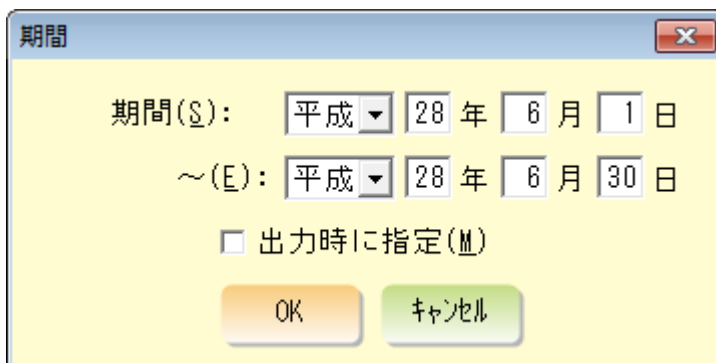 期間
期間(S): 平成 28 年 6 月 1 日
～(E): 平成 28 年 6 月 30 日
出力時に指定(M)
OK ｷｬﾝｾﾙ